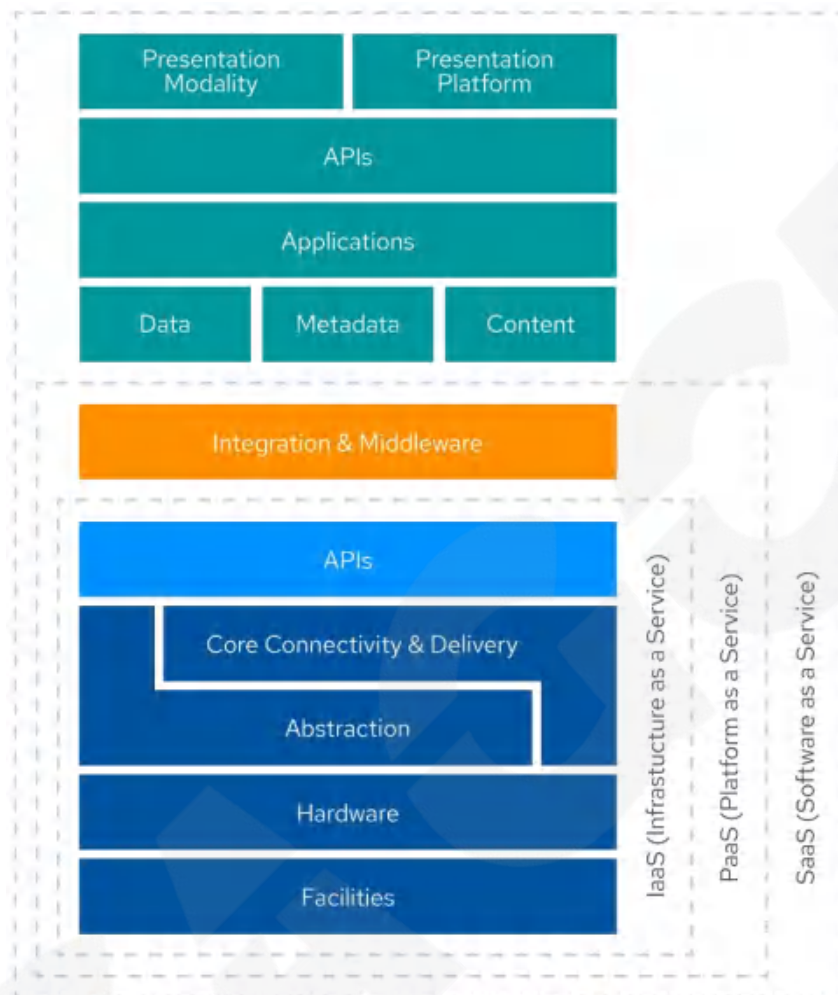 Presentation
Modality
Presentation
Platform
APIs
Applications
Data
Metadata
Content
Integration & Middleware
APIs
Core Connectivity & Delivery
Abstraction
Hardware
Facilities
IaaS (Infrastucture as a Service)
PaaS (Platform as a Service)
SaaS (Software as a Service)